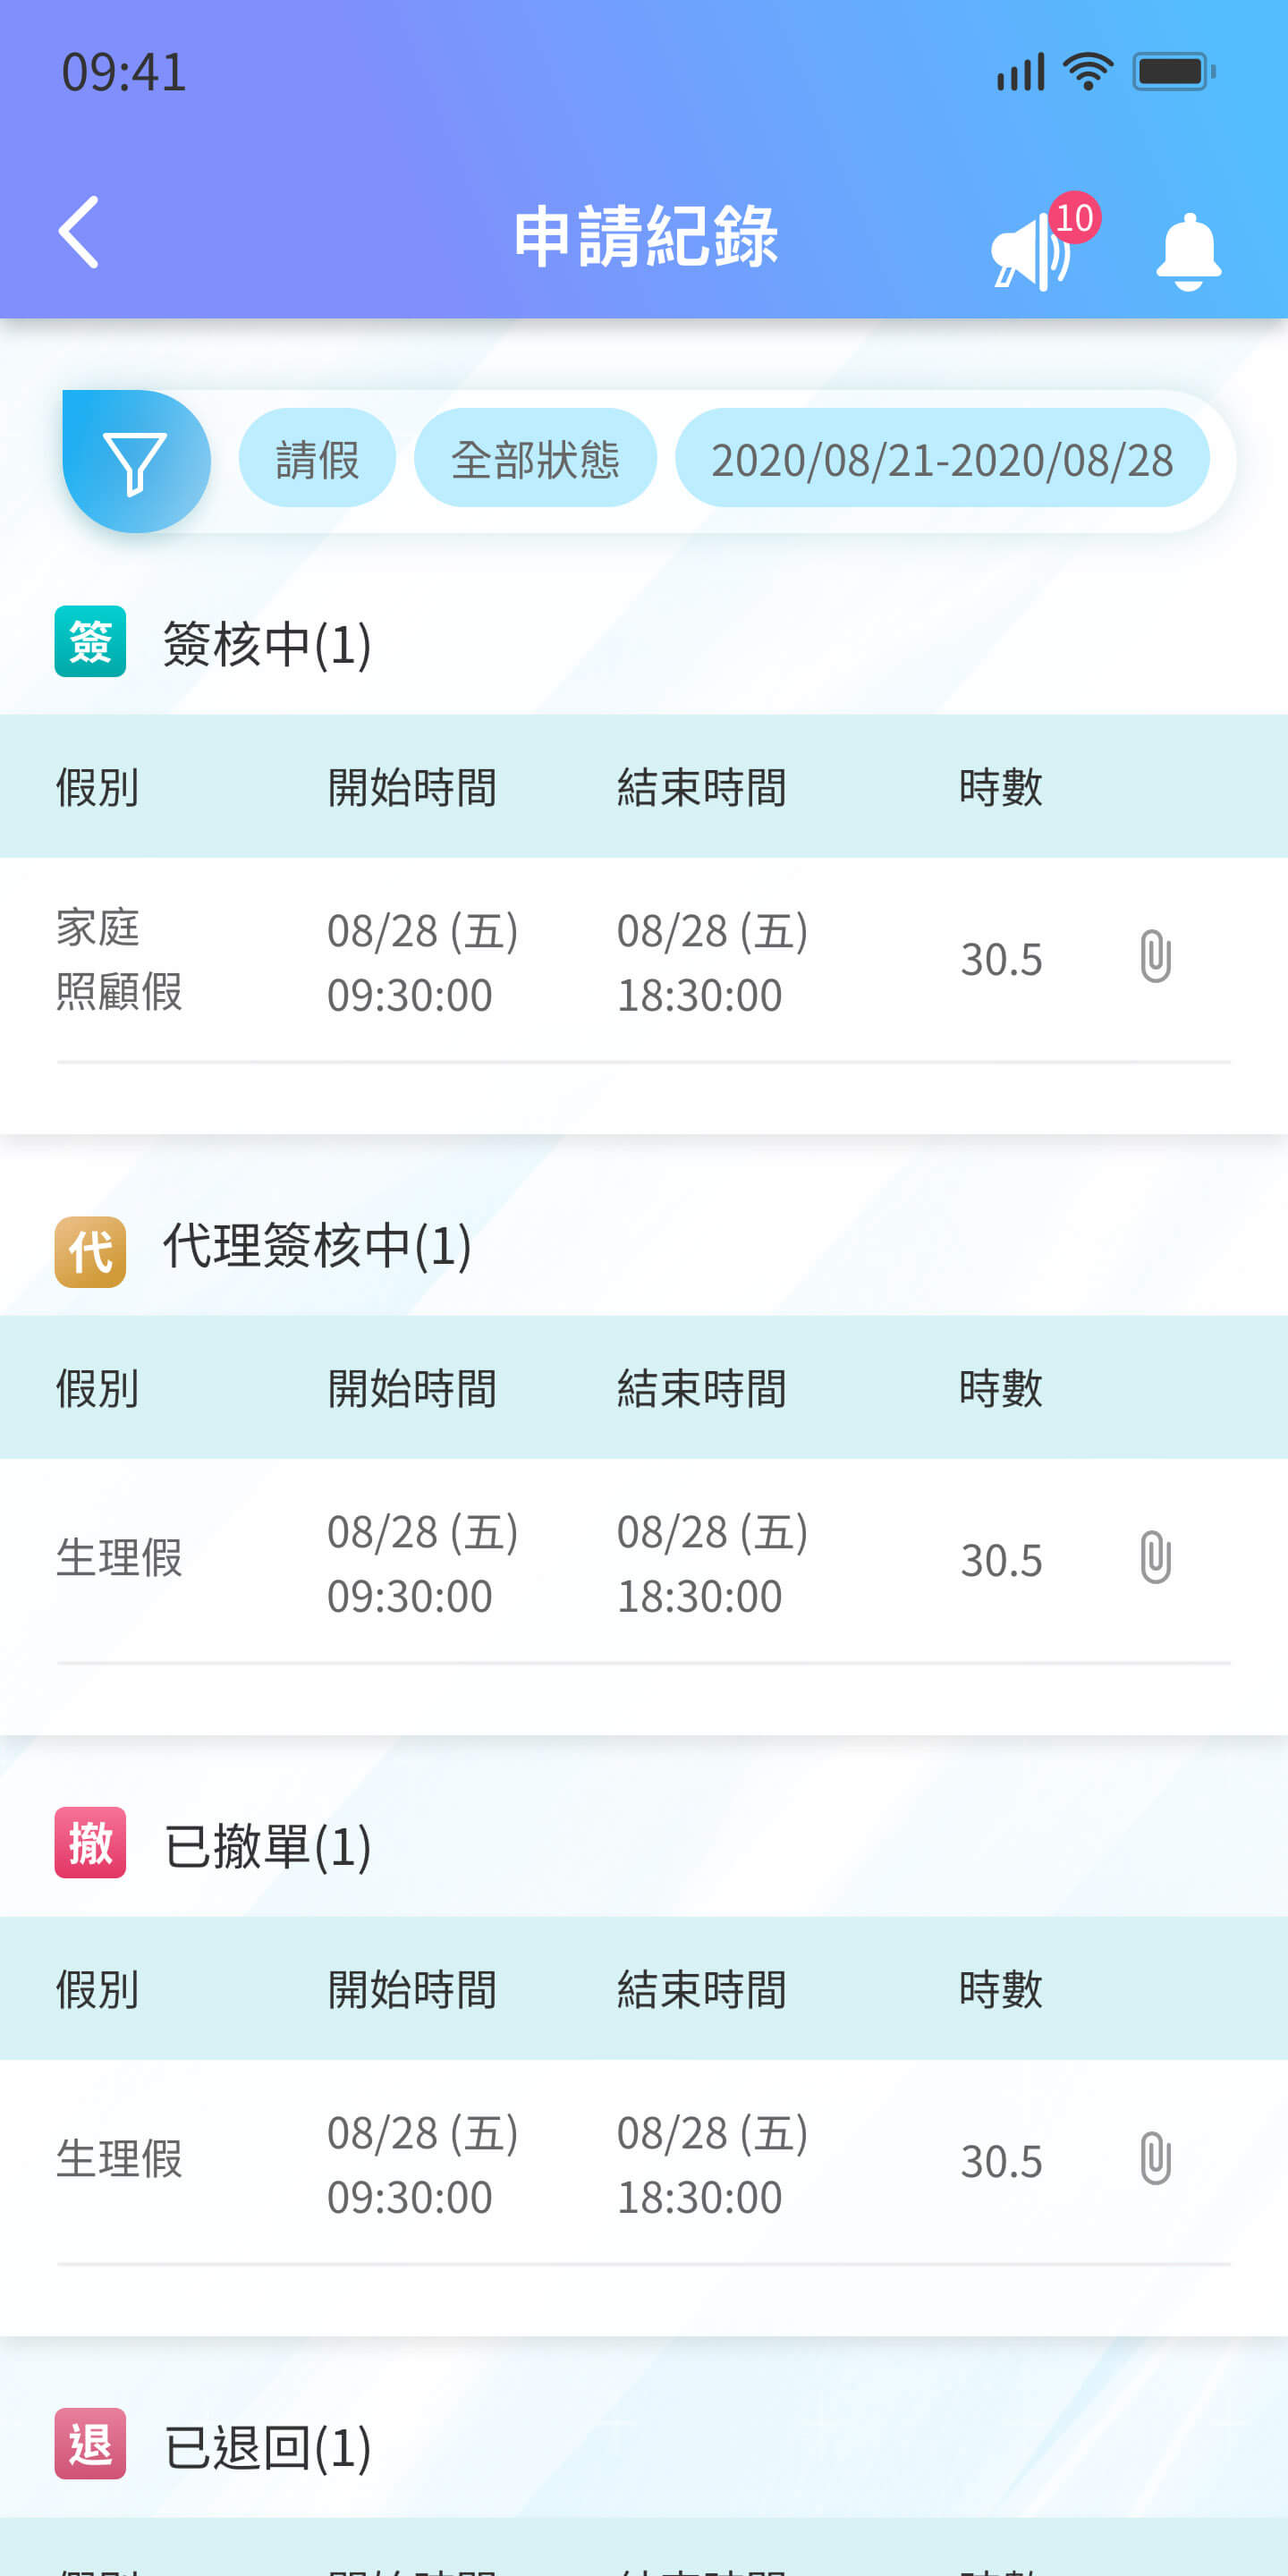 09:41
申請紀錄
10
請假 全部狀態 2020/08/21-2020/08/28
簽 簽核中(1)
假別 開始時間 結束時間 時數
家庭 照顧假 08/28 (五) 09:30:00 08/28 (五) 18:30:00 30.5
代 代理簽核中(1)
假別 開始時間 結束時間 時數
生理假 08/28 (五) 09:30:00 08/28 (五) 18:30:00 30.5
撤 已撤單(1)
假別 開始時間 結束時間 時數
生理假 08/28 (五) 09:30:00 08/28 (五) 18:30:00 30.5
退 已退回(1)